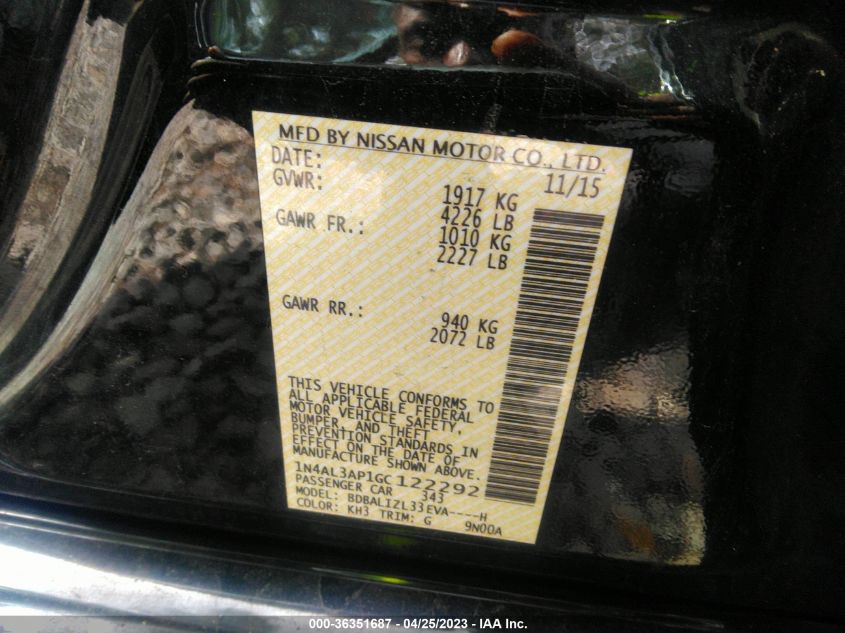 MFD BY NISSAN MOTOR CO., LTD.
DATE: 11/15
GVWR: 1917 KG
4226 LB
GAWR FR.: 1010 KG
2227 LB
GAWR RR.: 940 KG
2072 LB
THIS VEHICLE CONFORMS TO
ALL APPLICABLE FEDERAL
MOTOR VEHICLE SAFETY,
BUMPER, AND THEFT
PREVENTION STANDARDS IN
EFFECT ON THE DATE OF
MANUFACTURE SHOWN ABOVE.
1N4AL3AP1GC122292
PASSENGER CAR 343
MODEL: BDBALIZL33EVA----H
COLOR: KH3 TRIM: G 9N00A
000-36351687 - 04/25/2023 - IAA Inc.